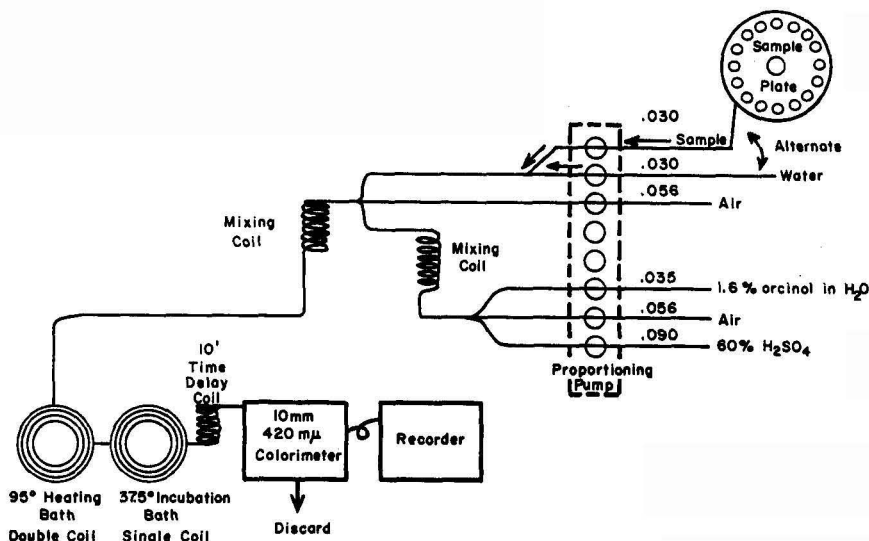 Sample
Plate
.030
Sample
Alternate
.030
Water
.056
Air
Mixing
Coil
Mixing
Coil
.035
1.6% orcinol in H₂O
.056
Air
.090
60% H₂SO₄
Proportioning
Pump
10'
Time
Delay
Coil
10mm
420 mµ
Colorimeter
Recorder
95° Heating
Bath
Double Coil
37.5° Incubation
Bath
Single Coil
Discard